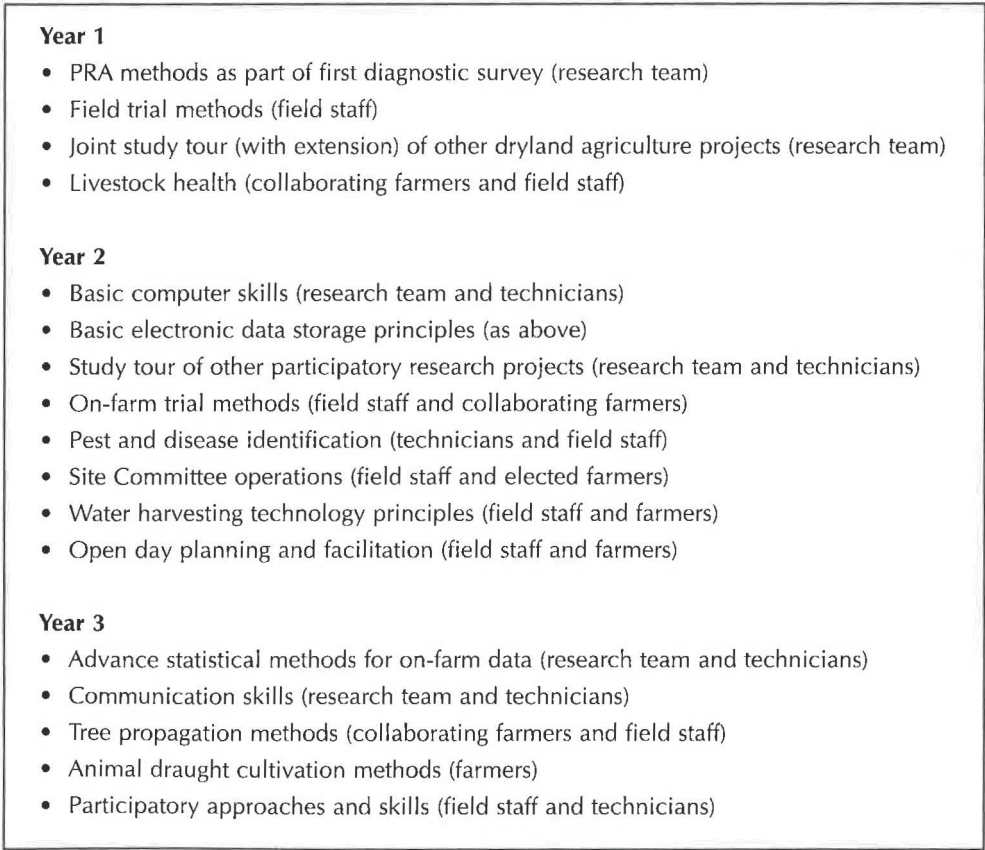 Year 1
• PRA methods as part of first diagnostic survey (research team)
• Field trial methods (field staff)
• Joint study tour (with extension) of other dryland agriculture projects (research team)
• Livestock health (collaborating farmers and field staff)
Year 2
• Basic computer skills (research team and technicians)
• Basic electronic data storage principles (as above)
• Study tour of other participatory research projects (research team and technicians)
• On-farm trial methods (field staff and collaborating farmers)
• Pest and disease identification (technicians and field staff)
• Site Committee operations (field staff and elected farmers)
• Water harvesting technology principles (field staff and farmers)
• Open day planning and facilitation (field staff and farmers)
Year 3
• Advance statistical methods for on-farm data (research team and technicians)
• Communication skills (research team and technicians)
• Tree propagation methods (collaborating farmers and field staff)
• Animal draught cultivation methods (farmers)
• Participatory approaches and skills (field staff and technicians)